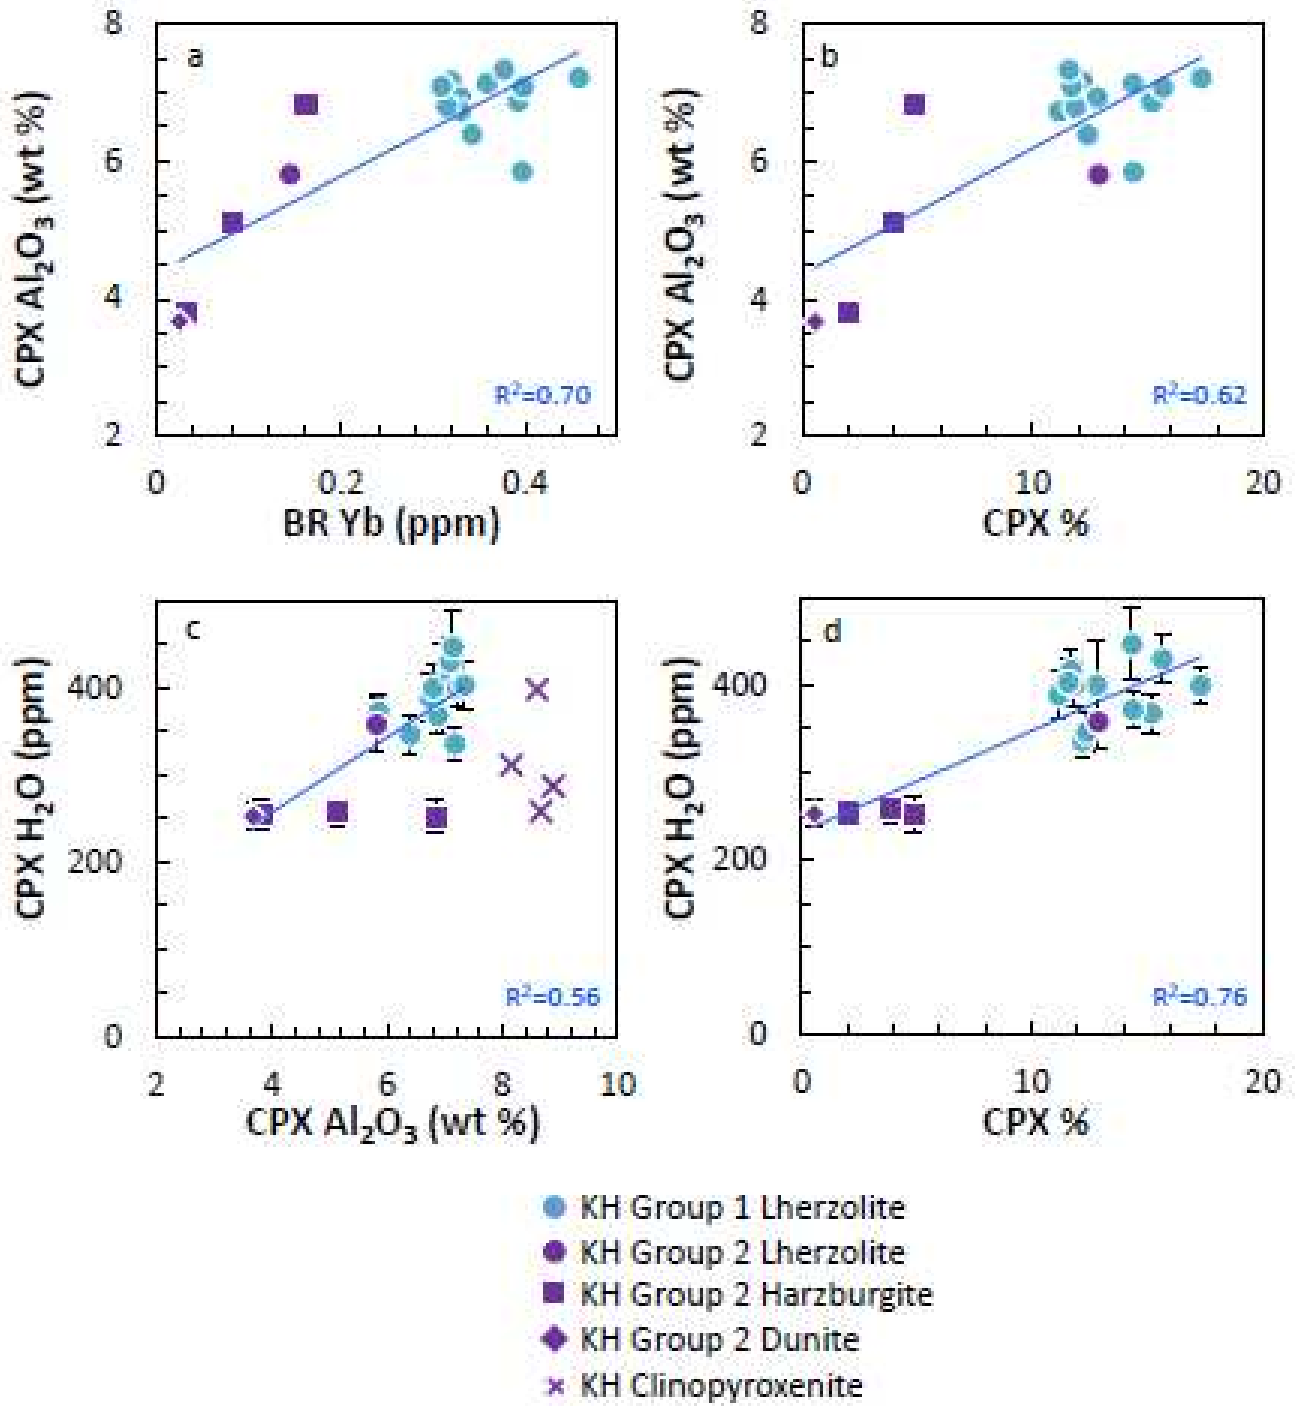 8
6
4
2
CPX Al₂O₃ (wt %)
a
R²=0.70
0 0.2 0.4
BR Yb (ppm)
8
6
4
2
CPX Al₂O₃ (wt %)
b
R²=0.62
0 10 20
CPX %
400
200
0
CPX H₂O (ppm)
c
R²=0.56
2 4 6 8 10
CPX Al₂O₃ (wt %)
400
200
0
CPX H₂O (ppm)
d
R²=0.76
0 10 20
CPX %
KH Group 1 Lherzolite
KH Group 2 Lherzolite
KH Group 2 Harzburgite
KH Group 2 Dunite
KH Clinopyroxenite